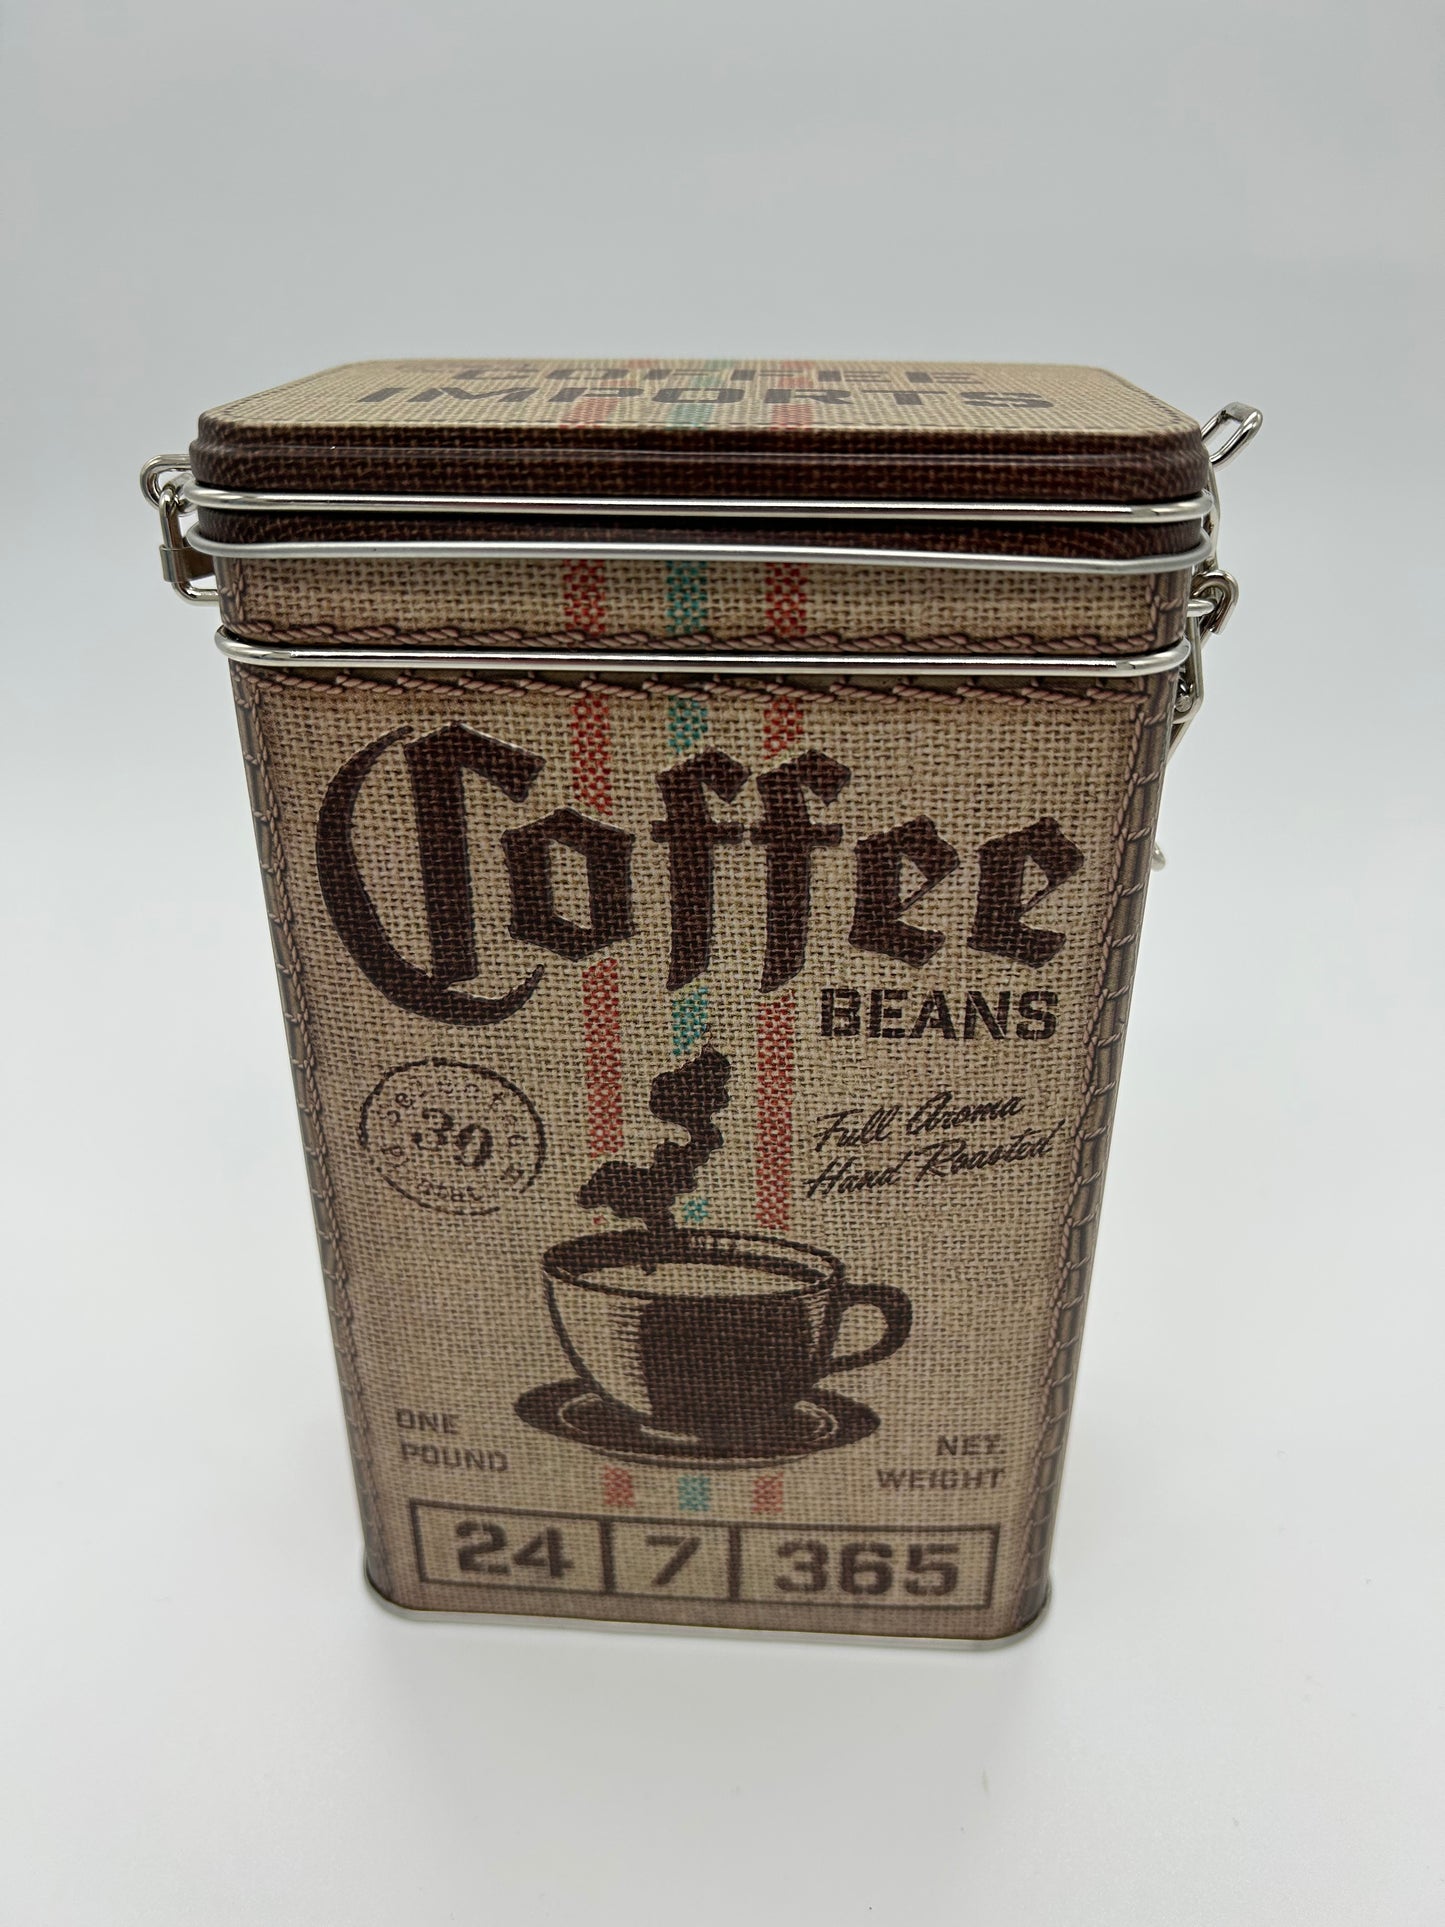 COFFEE
IMPORTS
Coffee
BEANS
30
Full Aroma
Hand Roasted
ONE
POUND
NET.
WEIGHT
24 7 365